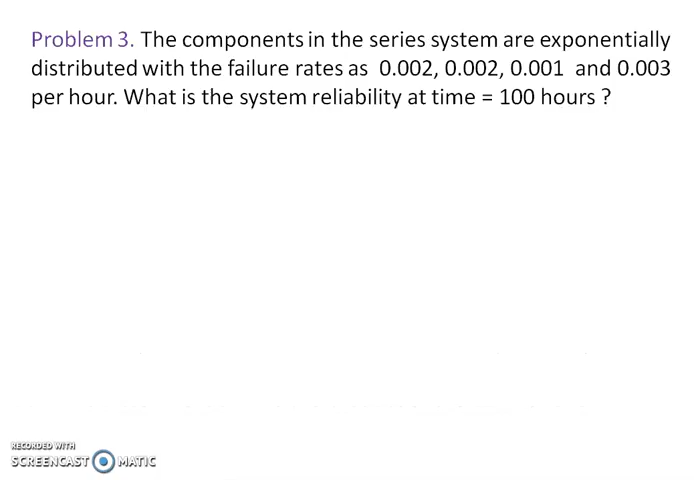 Problem 3. The components in the series system are exponentially
distributed with the failure rates as 0.002, 0.002, 0.001 and 0.003
per hour. What is the system reliability at time = 100 hours ?
RECORDED WITH
SCREENCAST MATIC